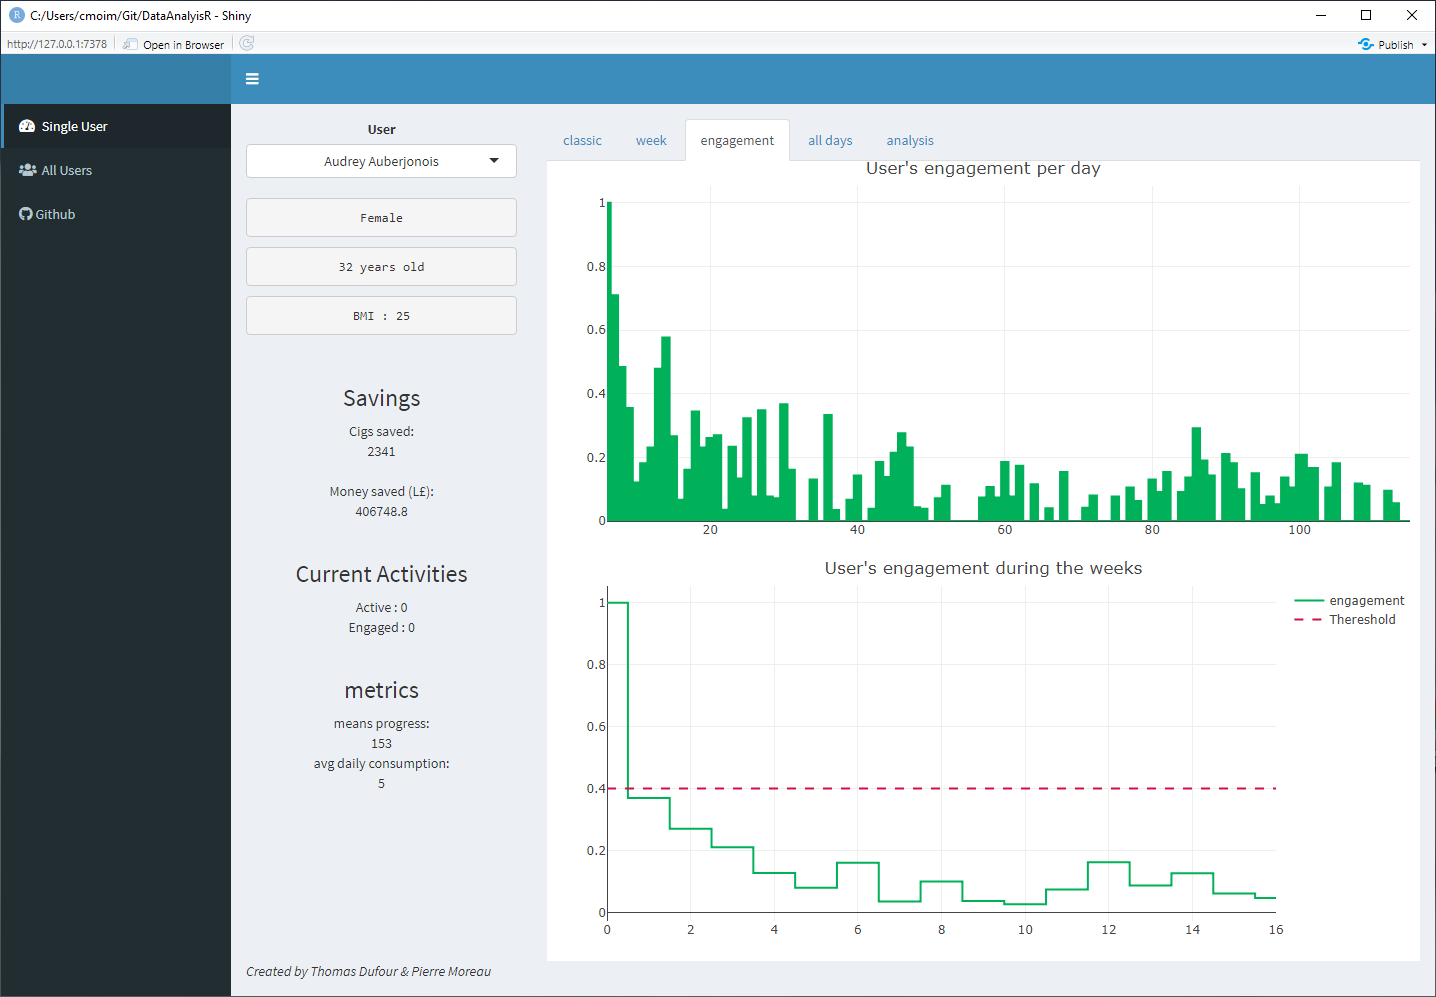 C:/Users/cmoim/Git/DataAnalyisR - Shiny
http://127.0.0.1:7378
Open in Browser
Publish
Single User
All Users
Github
User
Audrey Auberjonois
Female
32 years old
BMI : 25
Savings
Cigs saved:
2341
Money saved (L£):
406748.8
Current Activities
Active : 0
Engaged : 0
metrics
means progress:
153
avg daily consumption:
5
Created by Thomas Dufour & Pierre Moreau
classic week engagement all days analysis
User's engagement per day
1
0.8
0.6
0.4
0.2
0
20 40 60 80 100
User's engagement during the weeks
engagement
Thereshold
1
0.8
0.6
0.4
0.2
0
0 2 4 6 8 10 12 14 16